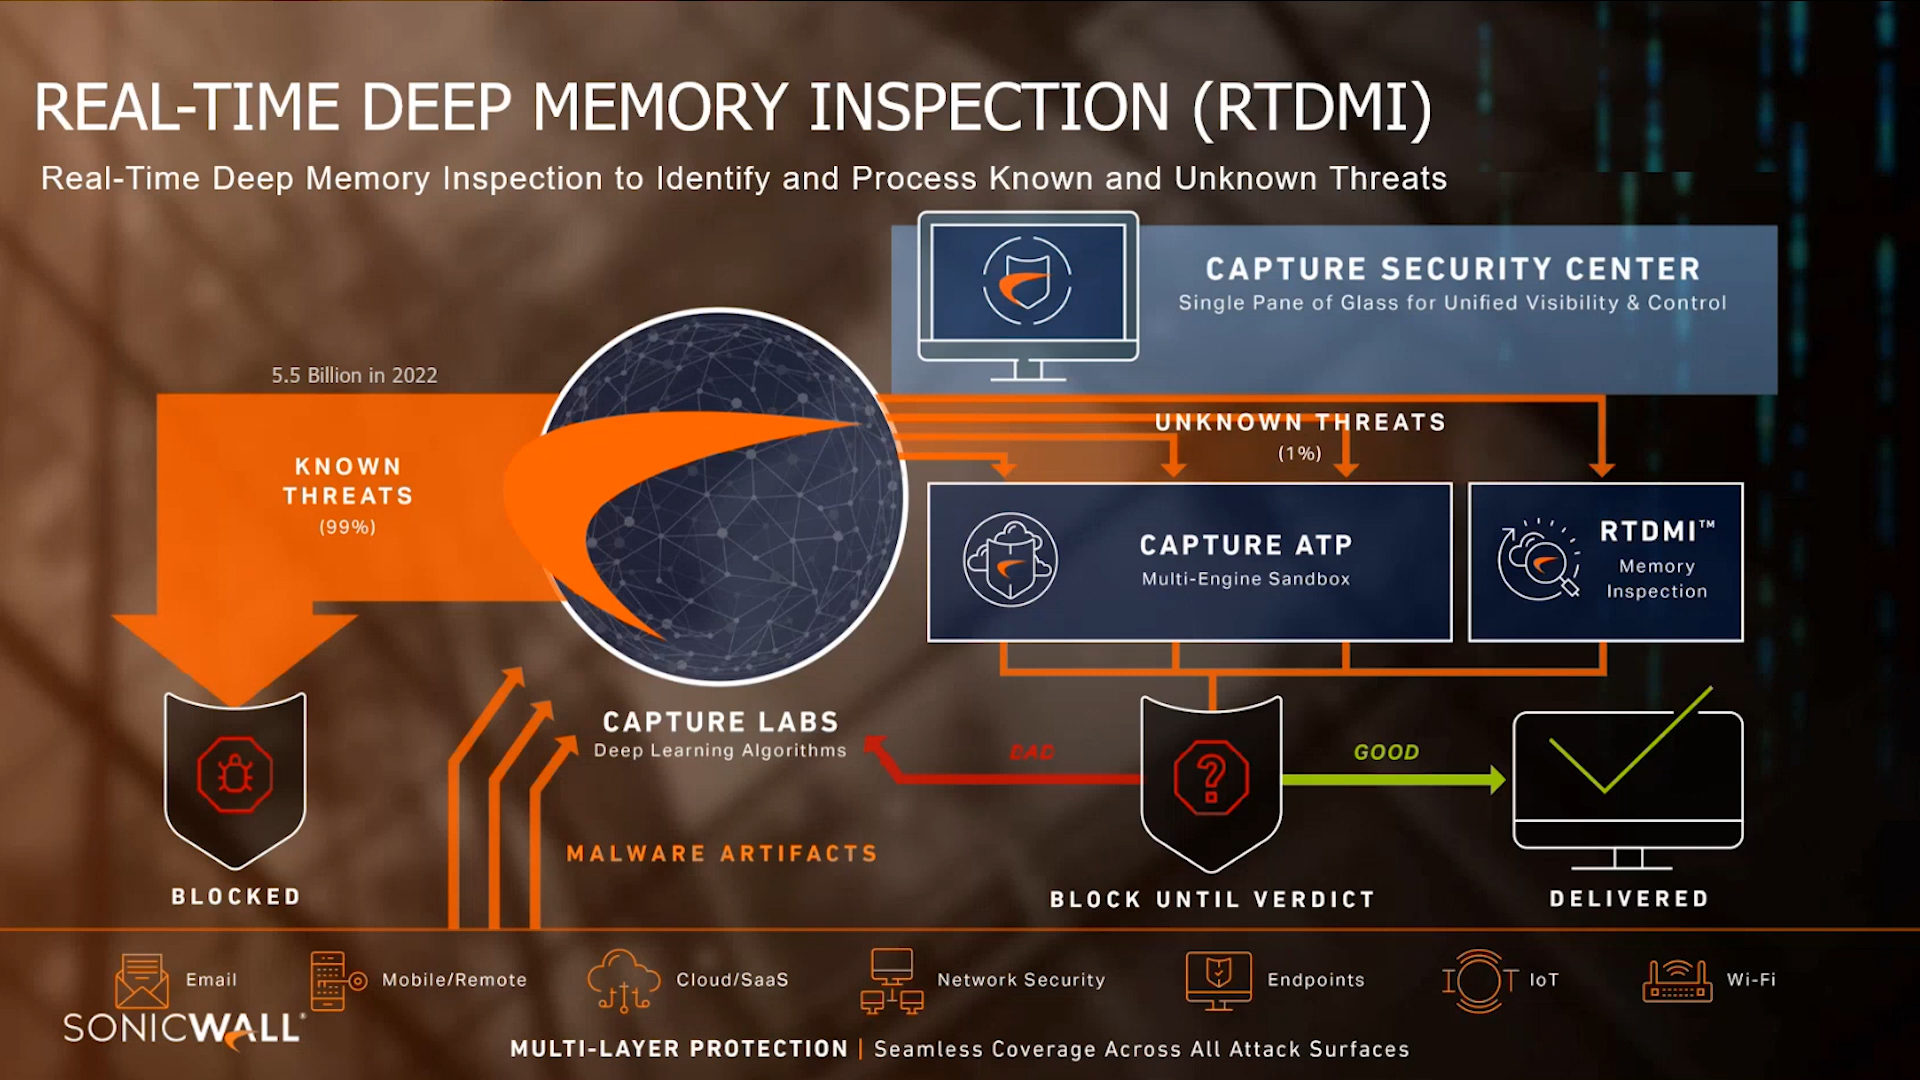 REAL-TIME DEEP MEMORY INSPECTION (RTDMI)
Real-Time Deep Memory Inspection to Identify and Process Known and Unknown Threats
CAPTURE SECURITY CENTER
Single Pane of Glass for Unified Visibility & Control
5.5 Billion in 2022
KNOWN
THREATS
(99%)
UNKNOWN THREATS
(1%)
CAPTURE ATP
Multi-Engine Sandbox
RTDMI™
Memory
Inspection
CAPTURE LABS
Deep Learning Algorithms
BAD
GOOD
MALWARE ARTIFACTS
BLOCKED
BLOCK UNTIL VERDICT
DELIVERED
Email
Mobile/Remote
Cloud/SaaS
Network Security
Endpoints
IoT
Wi-Fi
SONICWALL®
MULTI-LAYER PROTECTION | Seamless Coverage Across All Attack Surfaces